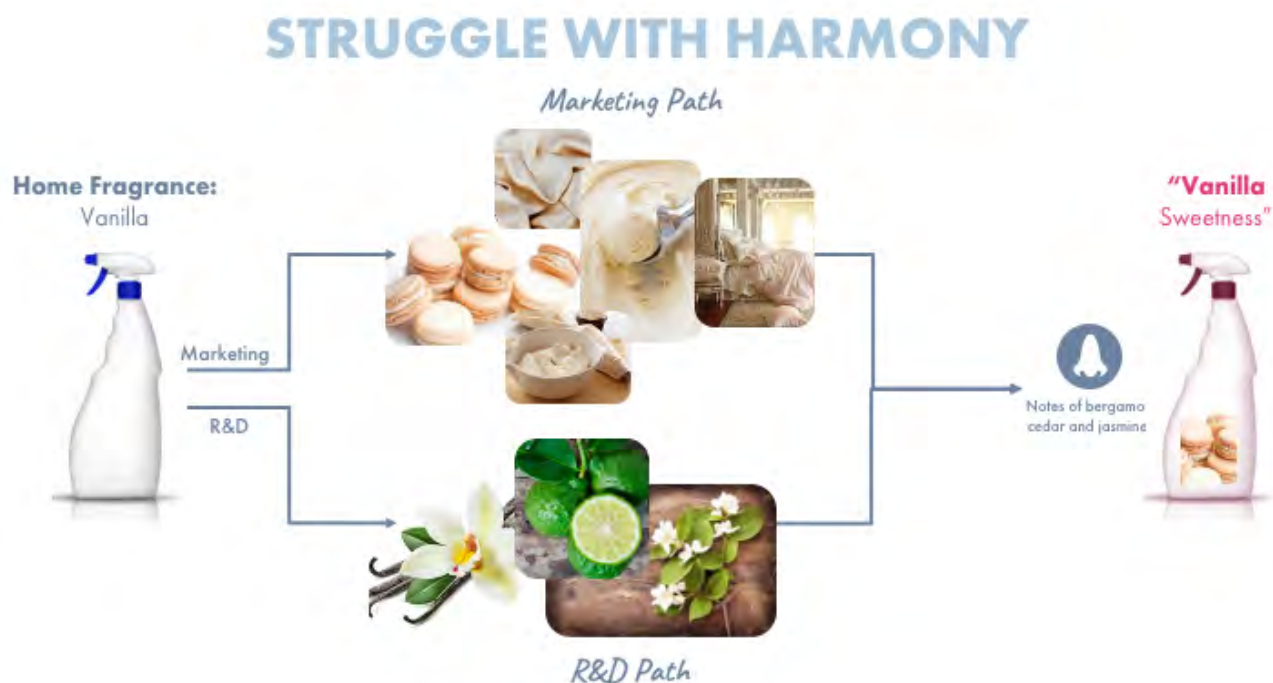 STRUGGLE WITH HARMONY
Marketing Path
Home Fragrance:
Vanilla
"Vanilla
Sweetness"
Marketing
R&D
Notes of bergamo
cedar and jasmine
R&D Path